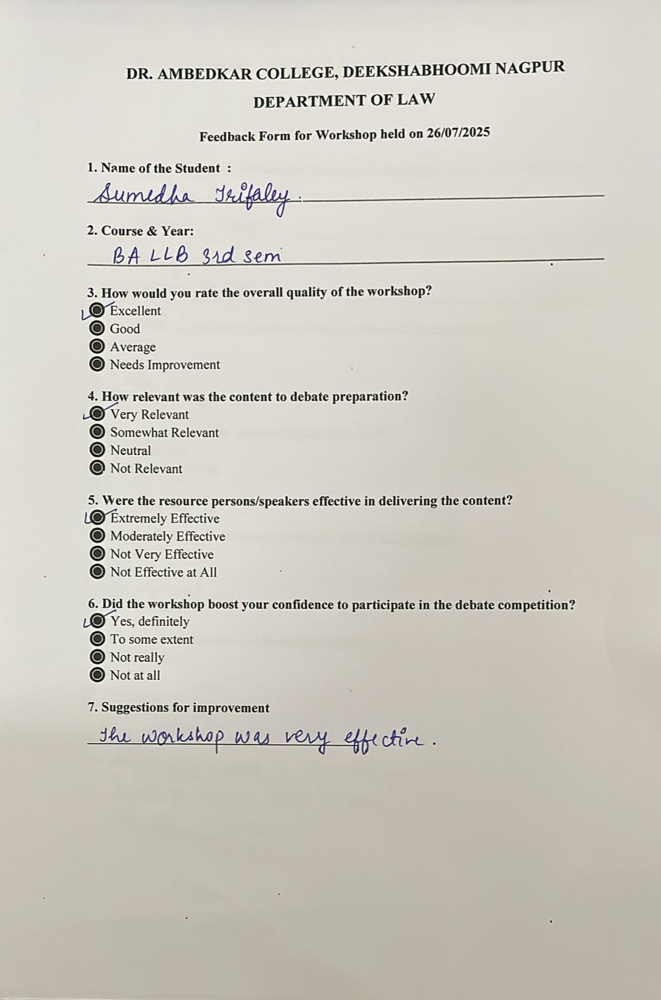 DR. AMBEDKAR COLLEGE, DEEKSHABHOOMI NAGPUR
DEPARTMENT OF LAW
Feedback Form for Workshop held on 26/07/2025
1. Name of the Student :
Sumedha Trifaley.
2. Course & Year:
BA LLB 3rd sem
3. How would you rate the overall quality of the workshop?
Excellent
Good
Average
Needs Improvement
4. How relevant was the content to debate preparation?
Very Relevant
Somewhat Relevant
Neutral
Not Relevant
5. Were the resource persons/speakers effective in delivering the content?
Extremely Effective
Moderately Effective
Not Very Effective
Not Effective at All
6. Did the workshop boost your confidence to participate in the debate competition?
Yes, definitely
To some extent
Not really
Not at all
7. Suggestions for improvement
The workshop was very effective.